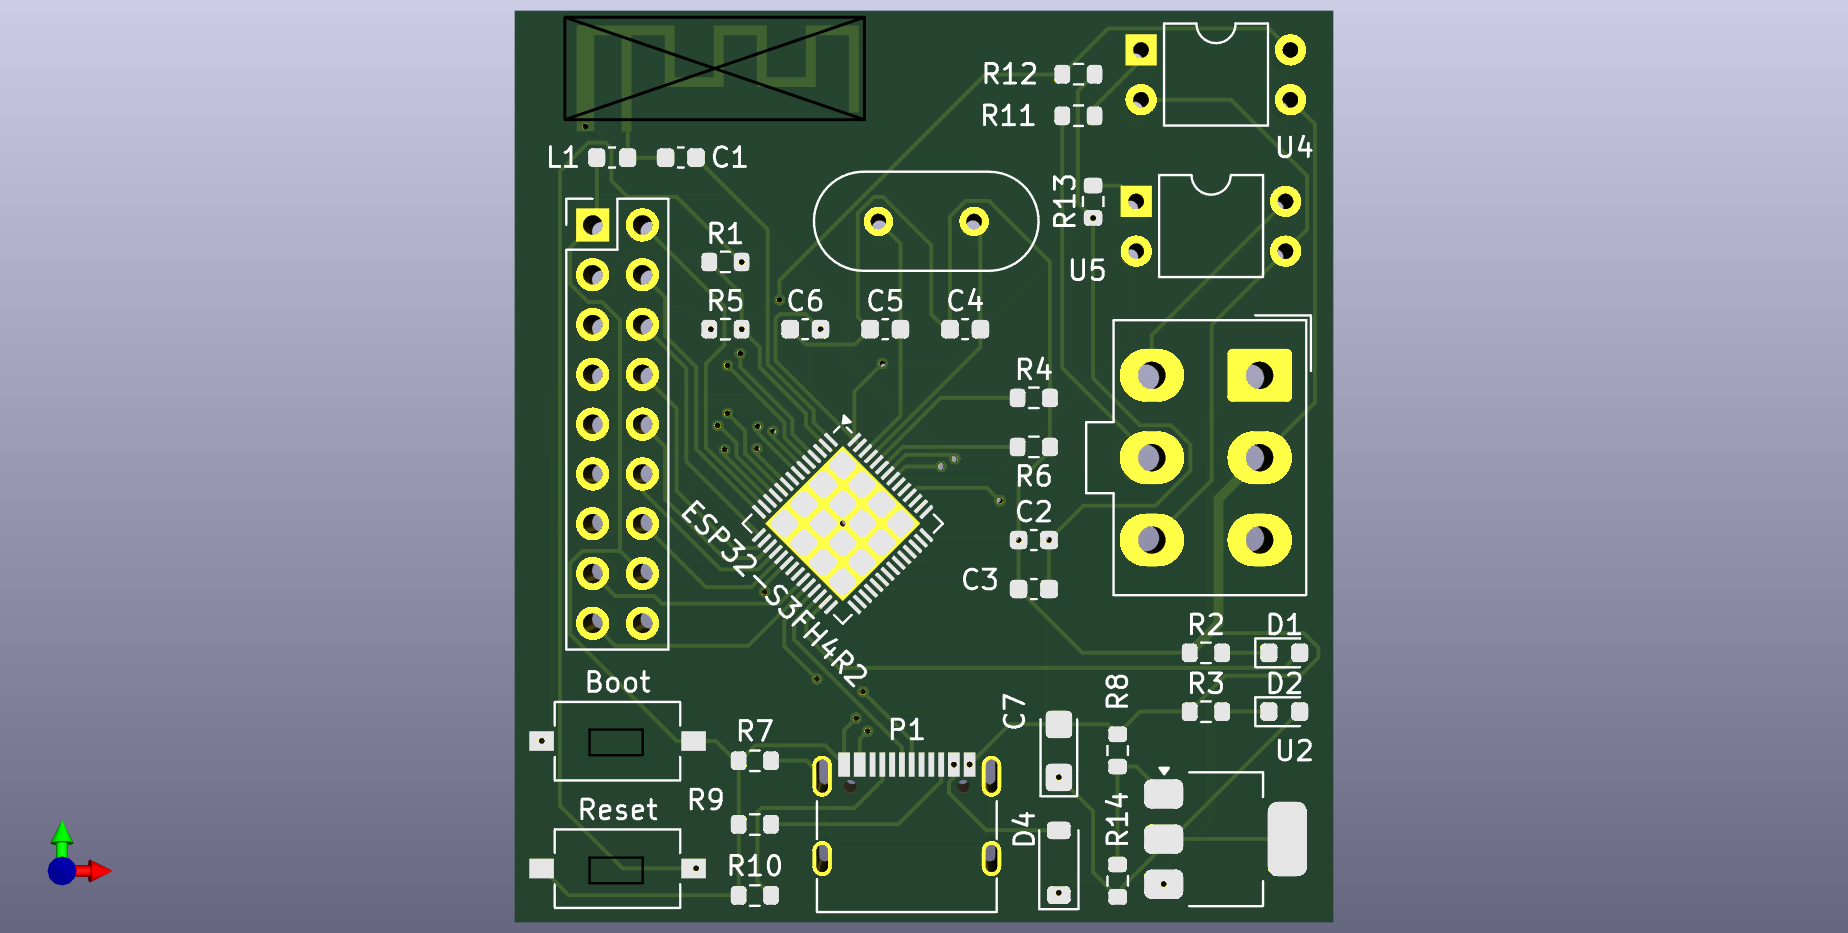 R12
R11
U4
L1
C1
R13
R1
U5
R5
C6
C5
C4
R4
R6
C2
ESP32-S3FH4R2
C3
R2
D1
Boot
R8
R3
D2
C7
R7
P1
U2
R9
Reset
D4
R14
R10